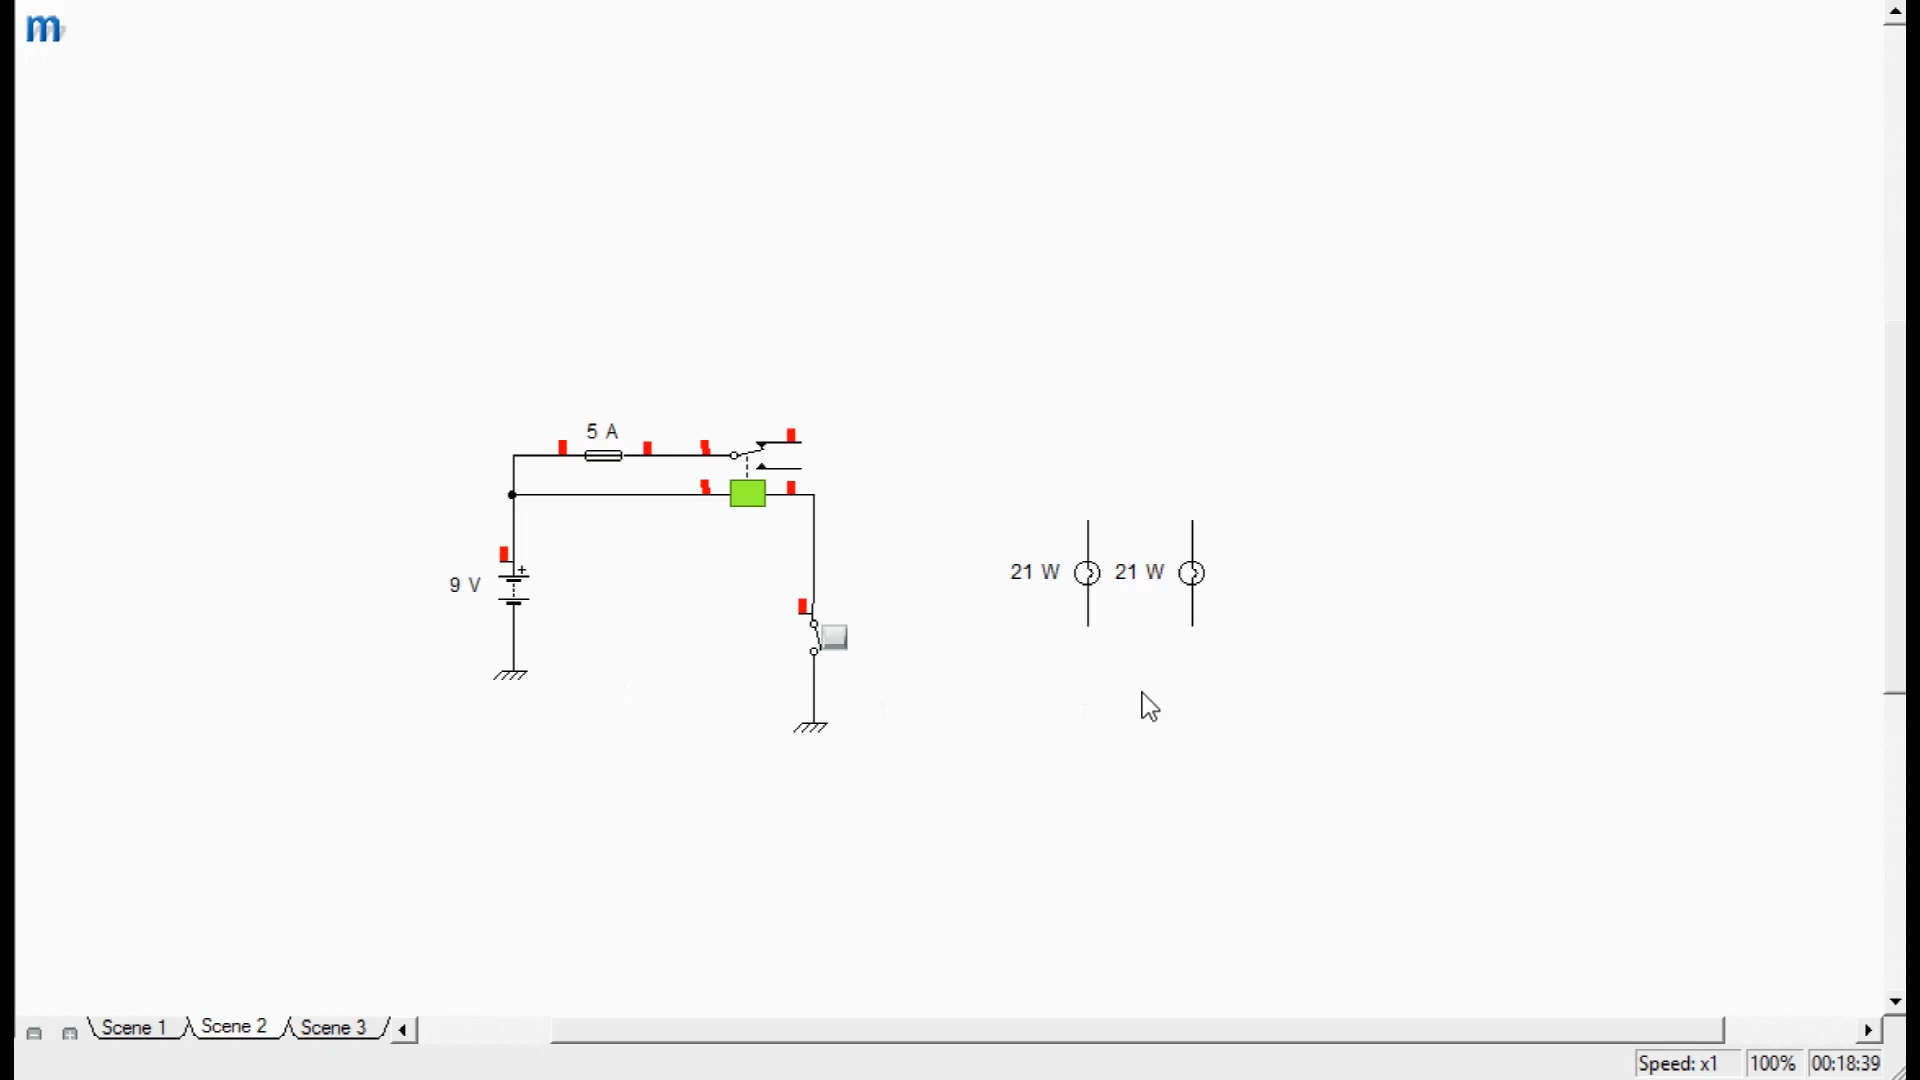 m
5 A
+
9 V
21 W
21 W
Scene 1
Scene 2
Scene 3
Speed: x1
100%
00:18:39